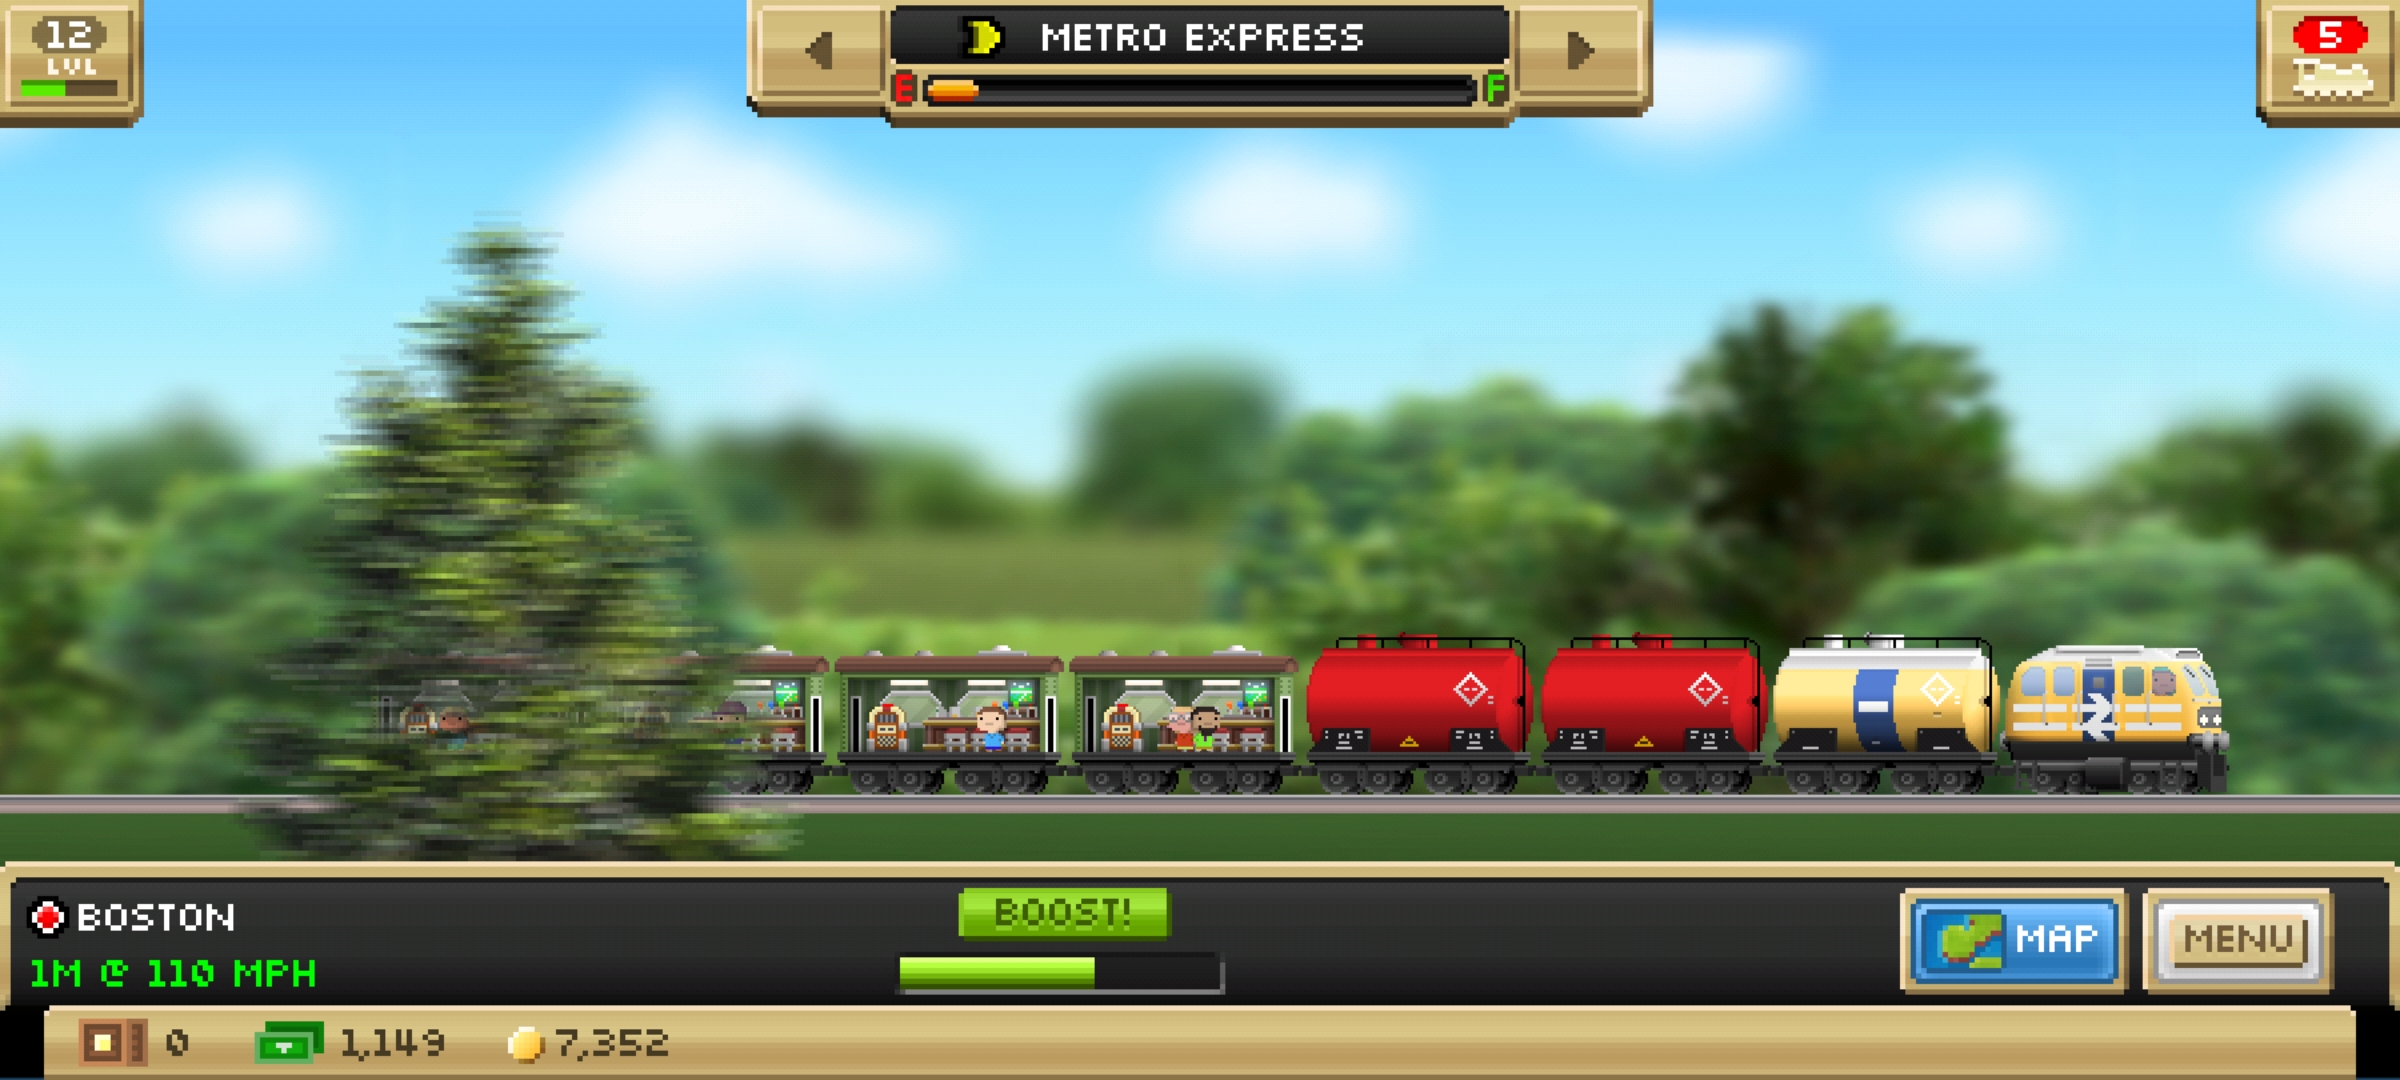 12
LVL
METRO EXPRESS
E F
5
BOSTON
1M @ 110 MPH
BOOST!
MAP
MENU
0 1,149 7,352